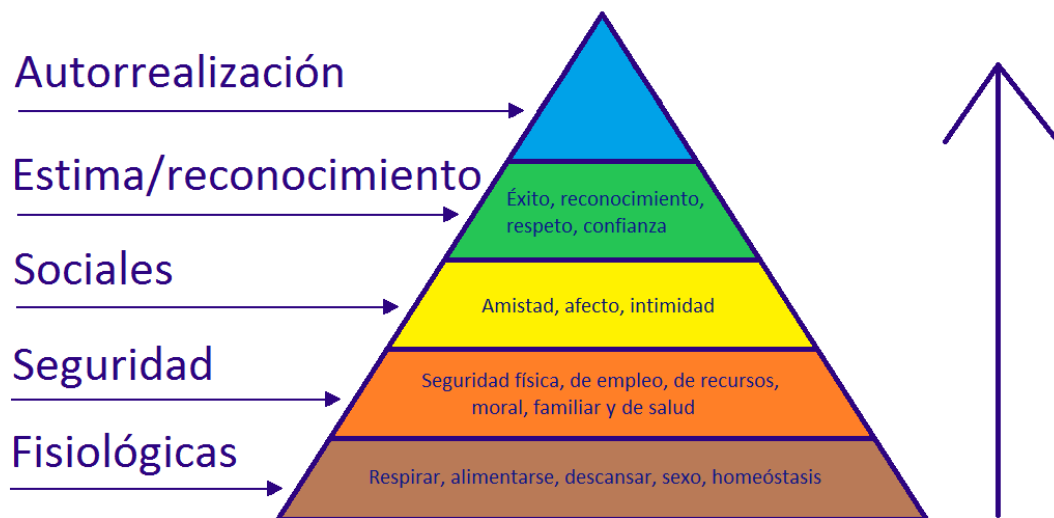 Autorrealización
Estima/reconocimiento
Éxito, reconocimiento,
respeto, confianza
Sociales
Amistad, afecto, intimidad
Seguridad
Seguridad física, de empleo, de recursos,
moral, familiar y de salud
Fisiológicas
Respirar, alimentarse, descansar, sexo, homeóstasis